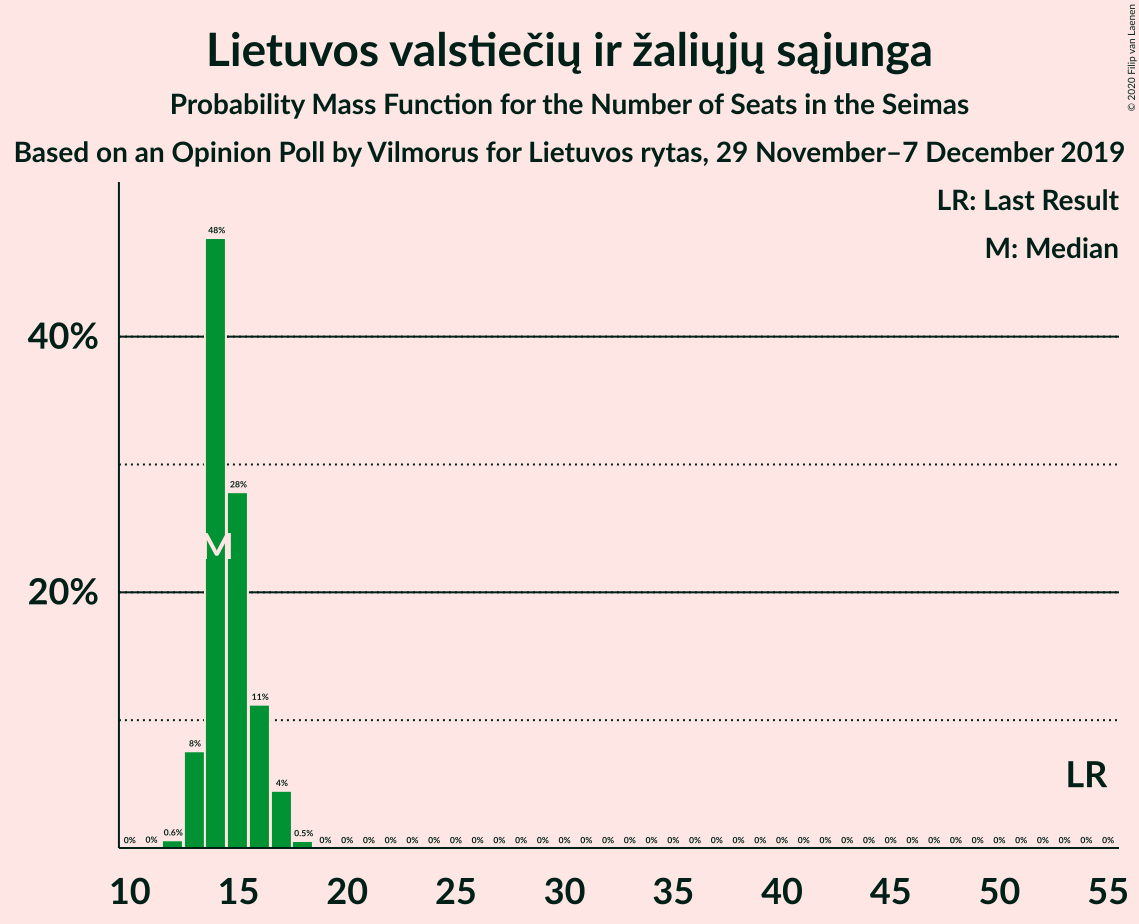 Lietuvos valstiečių ir žaliųjų sąjunga
Probability Mass Function for the Number of Seats in the Seimas
Based on an Opinion Poll by Vilmorus for Lietuvos rytas, 29 November–7 December 2019
© 2020 Filip van Laenen
LR: Last Result
M: Median
48%
40%
28%
M
20%
11%
8%
4%
LR
0% 0% 0.6% 0.5% 0% 0% 0% 0% 0% 0% 0% 0% 0% 0% 0% 0% 0% 0% 0% 0% 0% 0% 0% 0% 0% 0% 0% 0% 0% 0% 0% 0% 0% 0% 0% 0% 0% 0% 0% 0% 0%
10 15 20 25 30 35 40 45 50 55